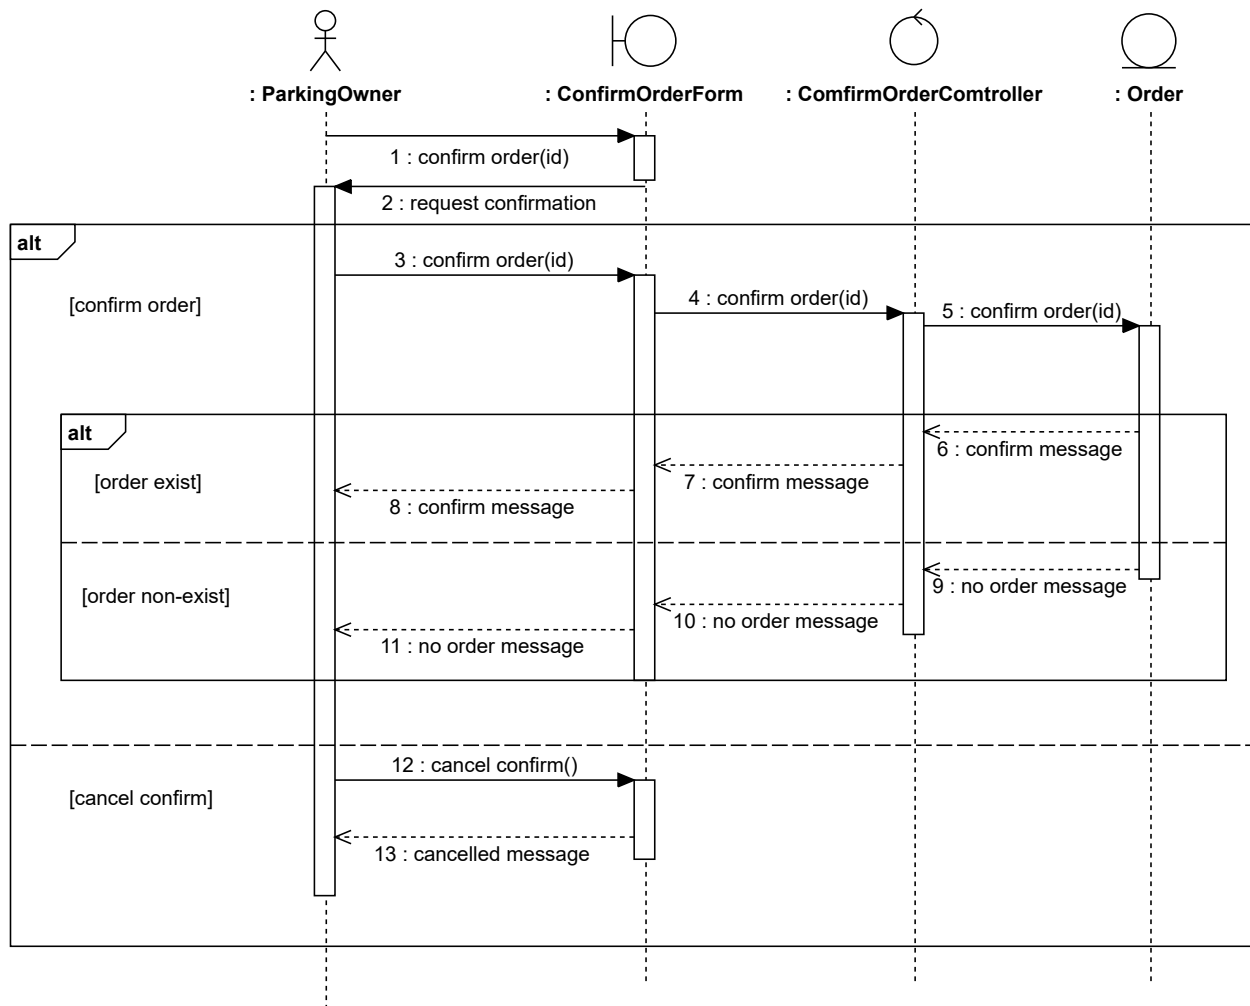 : ParkingOwner
: ConfirmOrderForm
: ComfirmOrderComtroller
: Order
1 : confirm order(id)
2 : request confirmation
alt
3 : confirm order(id)
[confirm order]
4 : confirm order(id)
5 : confirm order(id)
alt
6 : confirm message
[order exist]
7 : confirm message
8 : confirm message
9 : no order message
[order non-exist]
10 : no order message
11 : no order message
12 : cancel confirm()
[cancel confirm]
13 : cancelled message